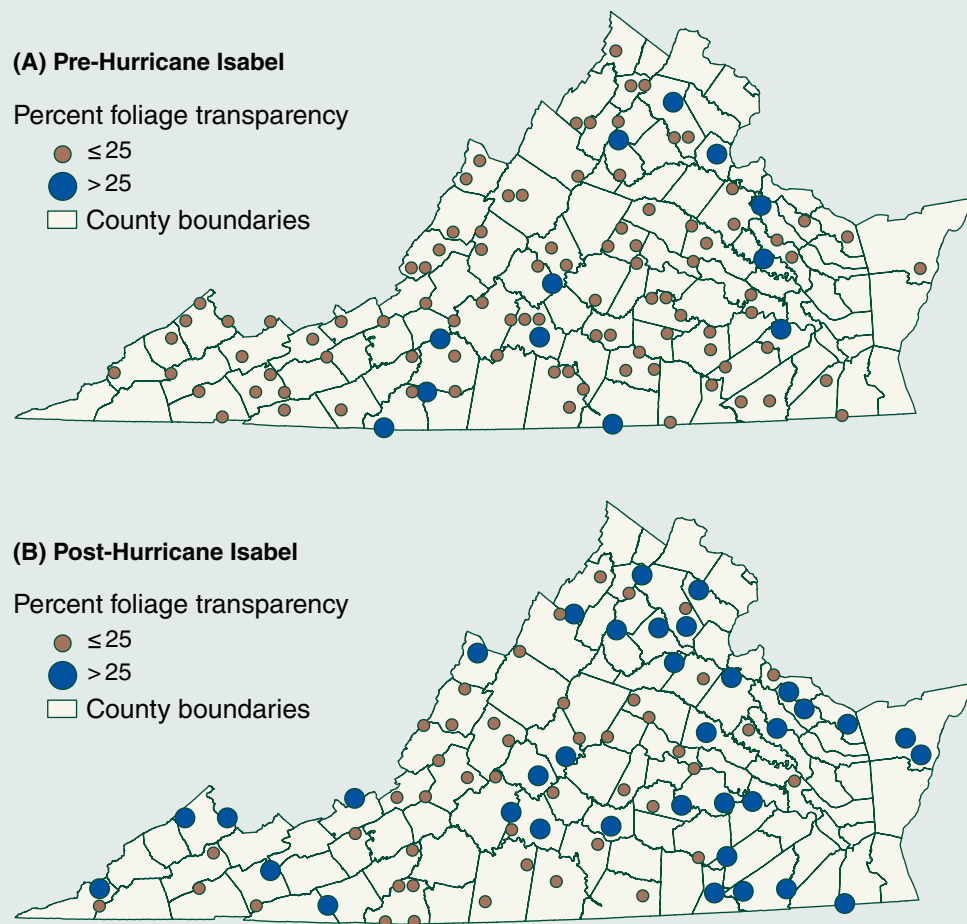 (A) Pre-Hurricane Isabel
Percent foliage transparency
≤ 25
> 25
County boundaries
(B) Post-Hurricane Isabel
Percent foliage transparency
≤ 25
> 25
County boundaries